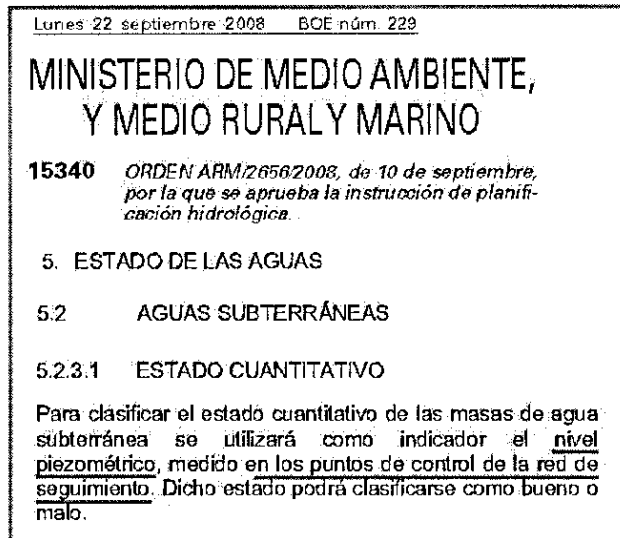 Lunes 22 septiembre 2008 BOE núm. 229
MINISTERIO DE MEDIO AMBIENTE,
Y MEDIO RURAL Y MARINO
15340 ORDEN ARM/2656/2008, de 10 de septiembre,
por la que se aprueba la instrucción de planifi-
cación hidrológica.
5. ESTADO DE LAS AGUAS
5.2 AGUAS SUBTERRÁNEAS
5.2.3.1 ESTADO CUANTITATIVO
Para clasificar el estado cuantitativo de las masas de agua
subterránea se utilizará como indicador el nivel
piezométrico, medido en los puntos de control de la red de
seguimiento. Dicho estado podrá clasificarse como bueno o
malo.